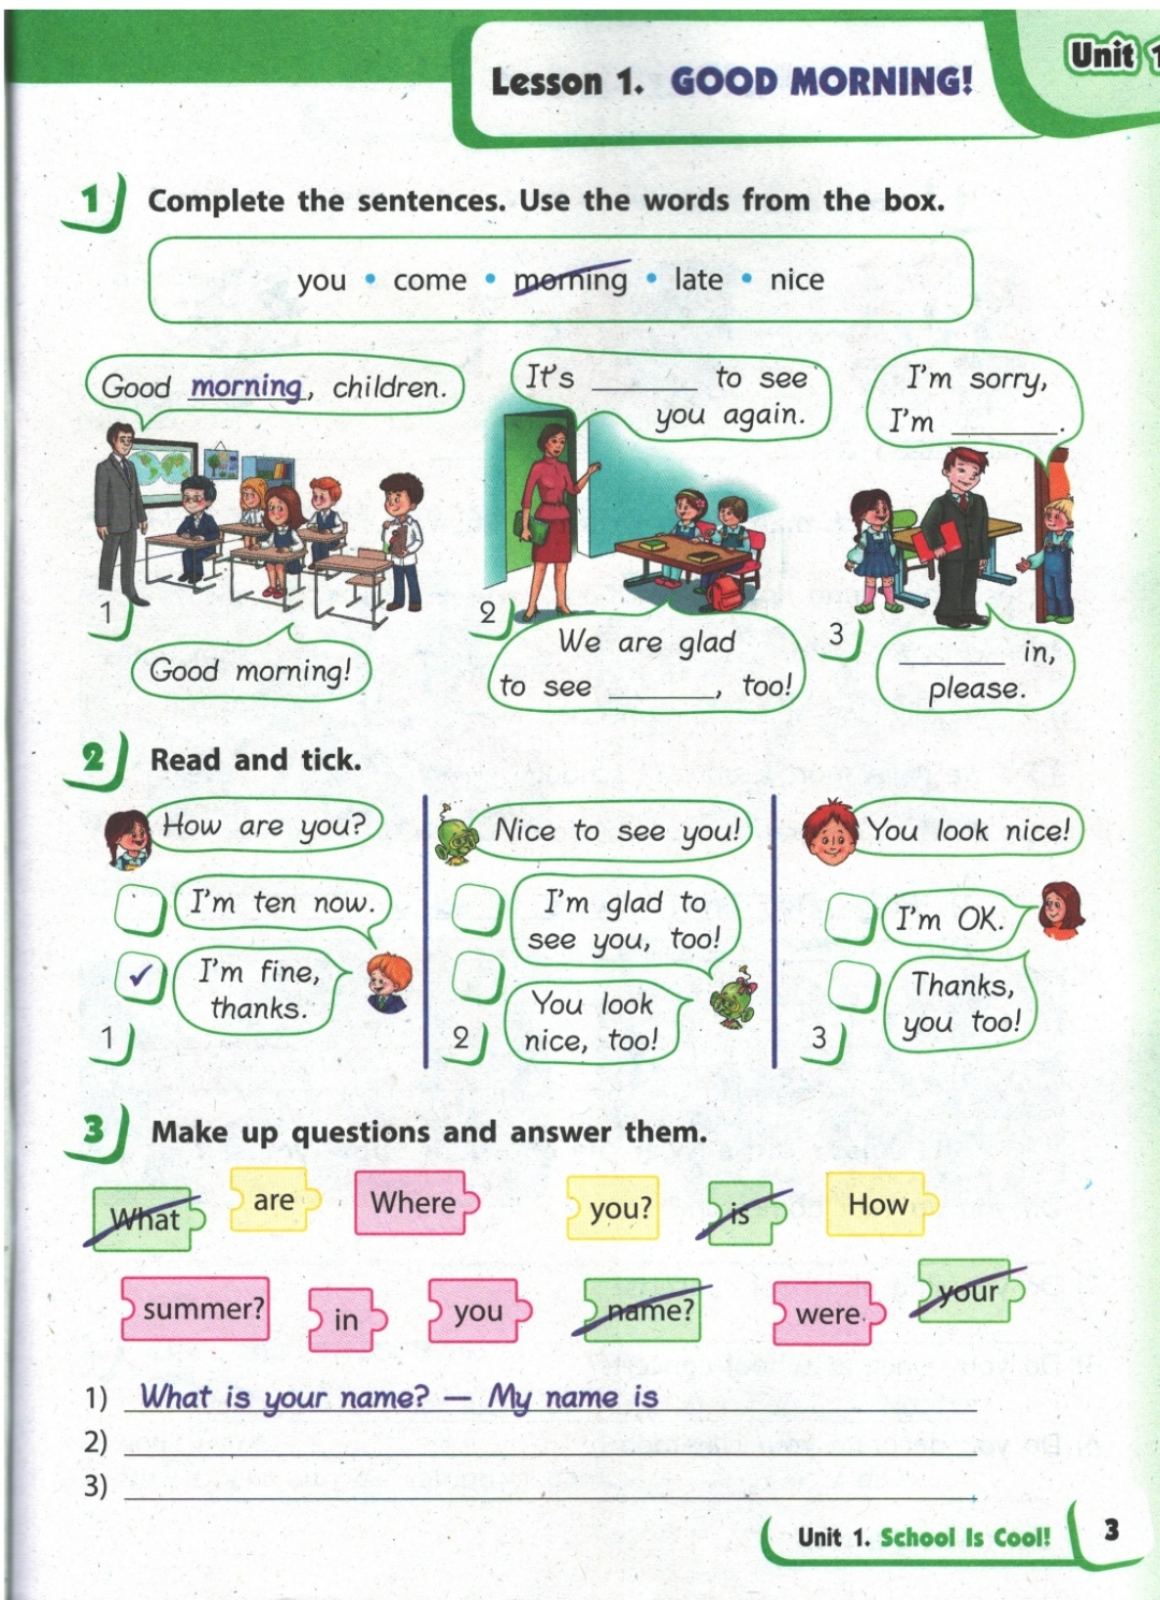 Unit 1
Lesson 1. GOOD MORNING!
1 Complete the sentences. Use the words from the box.
you • come • morning • late • nice
Good morning, children.
Good morning!
1
It's ________ to see
you again.
We are glad
to see ________, too!
2
I'm sorry,
I'm ________.
________ in,
please.
3
2 Read and tick.
How are you?
I'm ten now.
✓ I'm fine,
thanks.
1
Nice to see you!
I'm glad to
see you, too!
You look
nice, too!
2
You look nice!
I'm OK.
Thanks,
you too!
3
3 Make up questions and answer them.
What are Where you? is How
summer? in you name? were your
1) What is your name? — My name is
2)
3)
Unit 1. School Is Cool! 3